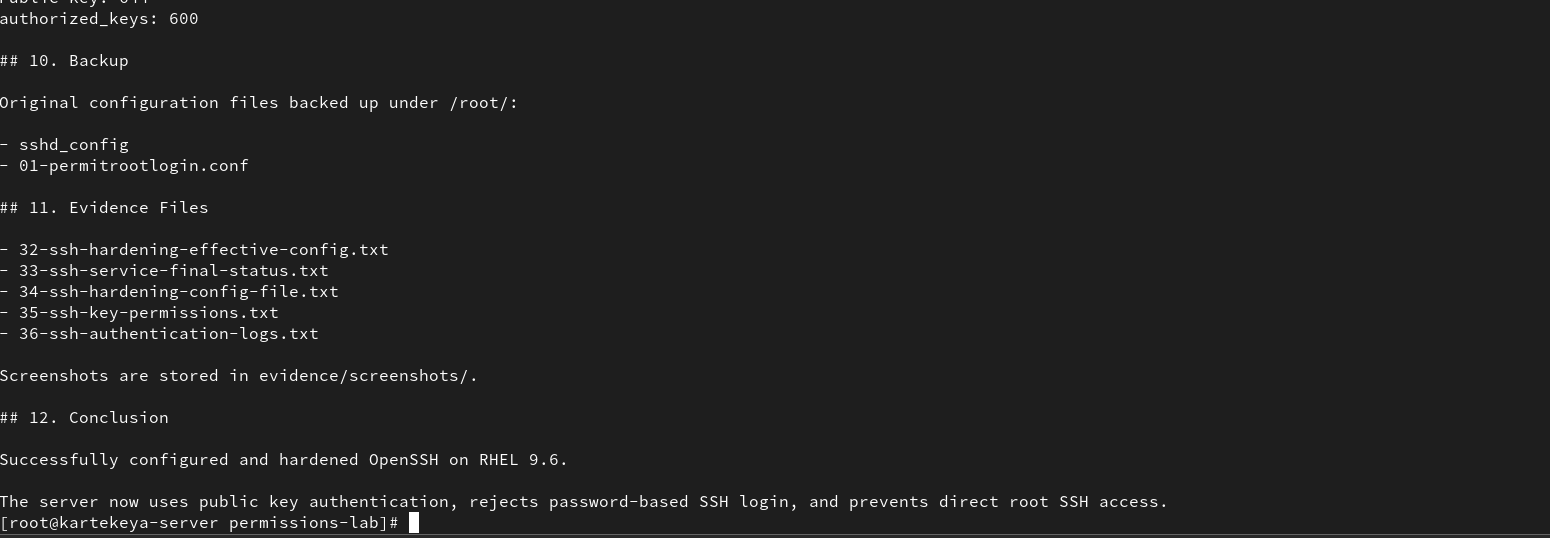 authorized_keys: 600
## 10. Backup
Original configuration files backed up under /root/:
- sshd_config
- 01-permitrootlogin.conf
## 11. Evidence Files
- 32-ssh-hardening-effective-config.txt
- 33-ssh-service-final-status.txt
- 34-ssh-hardening-config-file.txt
- 35-ssh-key-permissions.txt
- 36-ssh-authentication-logs.txt
Screenshots are stored in evidence/screenshots/.
## 12. Conclusion
Successfully configured and hardened OpenSSH on RHEL 9.6.
The server now uses public key authentication, rejects password-based SSH login, and prevents direct root SSH access.
[root@kartekeya-server permissions-lab]#